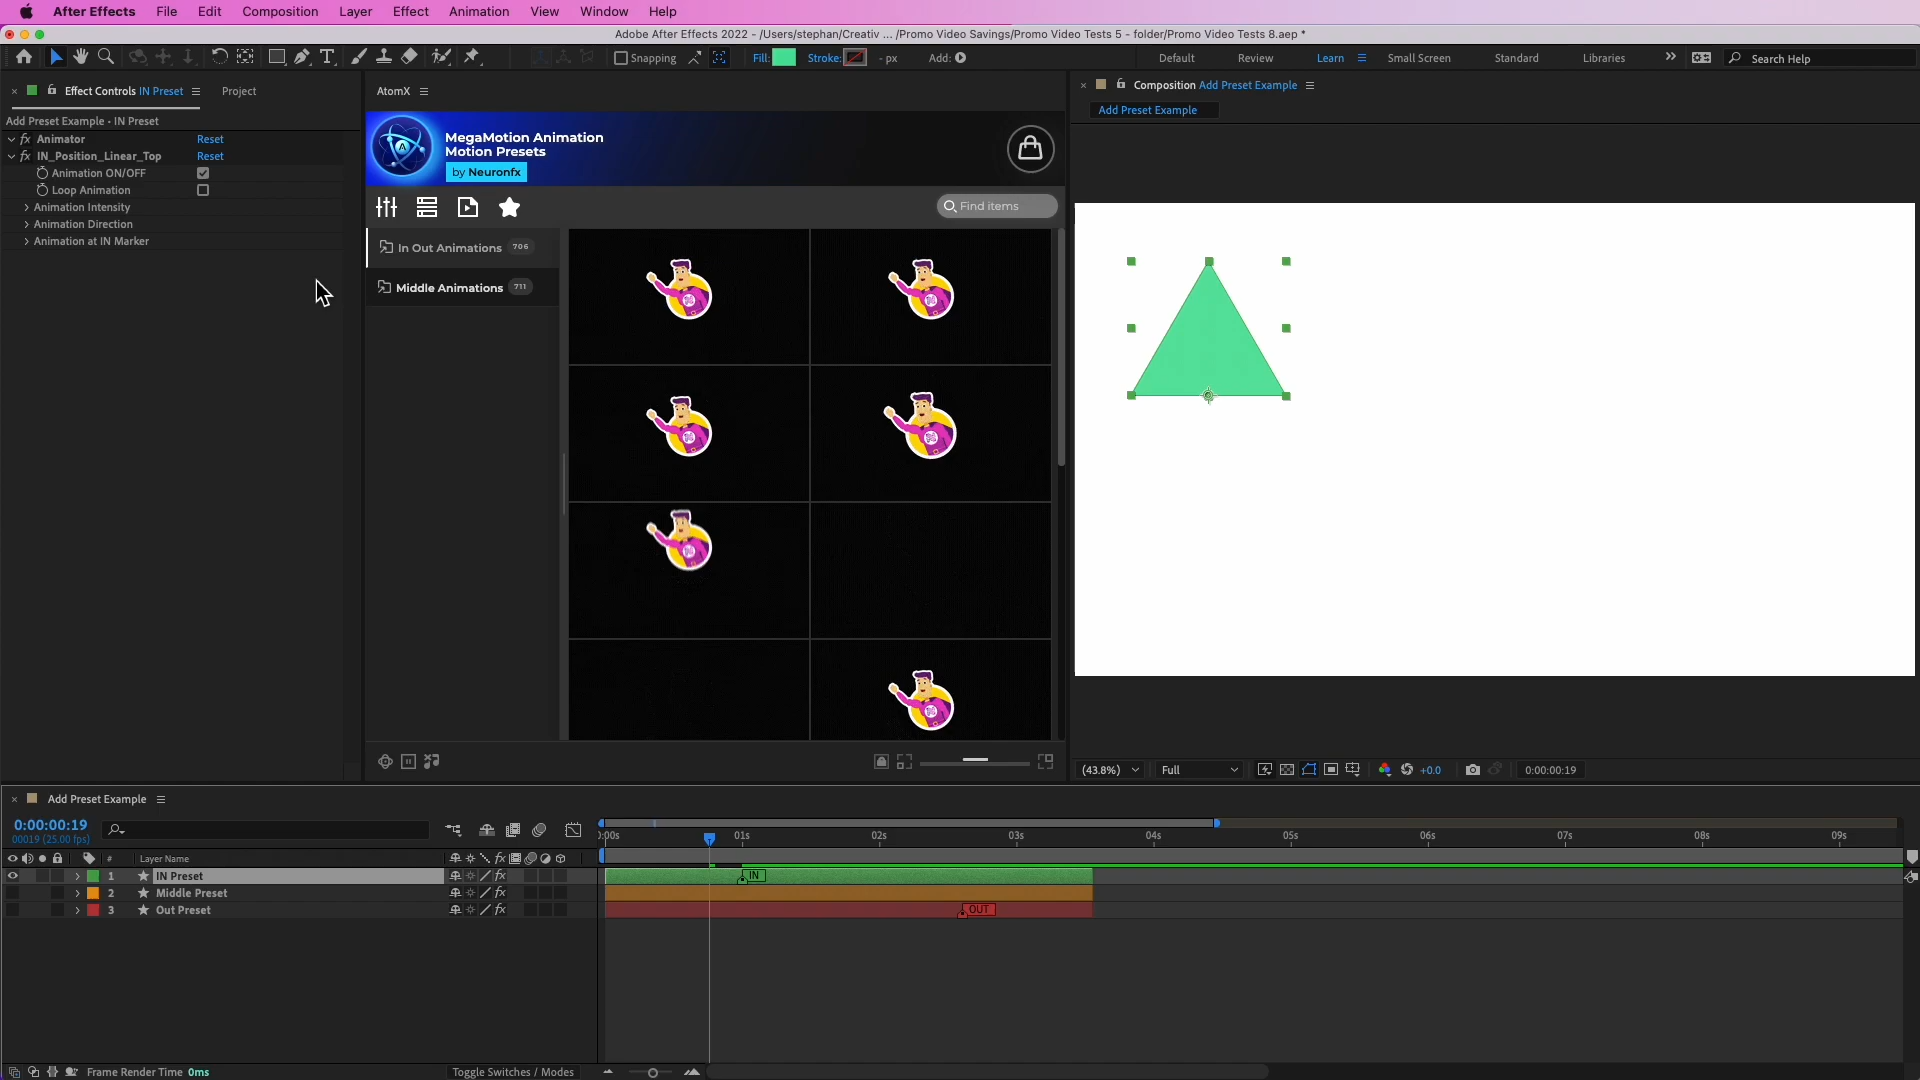 After Effects File Edit Composition Layer Effect Animation View Window Help
Adobe After Effects 2022 - /Users/stephan/Creativ ... /Promo Video Savings/Promo Video Tests 5 - folder/Promo Video Tests 8.aep *
Snapping Fill: Stroke: - px Add: Default Review Learn Small Screen Standard Libraries Search Help
Effect Controls IN Preset Project
Add Preset Example • IN Preset
fx Animator Reset
fx IN_Position_Linear_Top Reset
Animation ON/OFF
Loop Animation
Animation Intensity
Animation Direction
Animation at IN Marker
AtomX
MegaMotion Animation
Motion Presets
by Neuronfx
Find items
In Out Animations 706
Middle Animations 711
Composition Add Preset Example
Add Preset Example
(43.8%) Full +0.0 0:00:00:19
Add Preset Example
0:00:00:19
00019 (25.00 fps)
:00s 01s 02s 03s 04s 05s 06s 07s 08s 09s
# Layer Name
1 IN Preset IN
2 Middle Preset
3 Out Preset OUT
Frame Render Time 0ms Toggle Switches / Modes